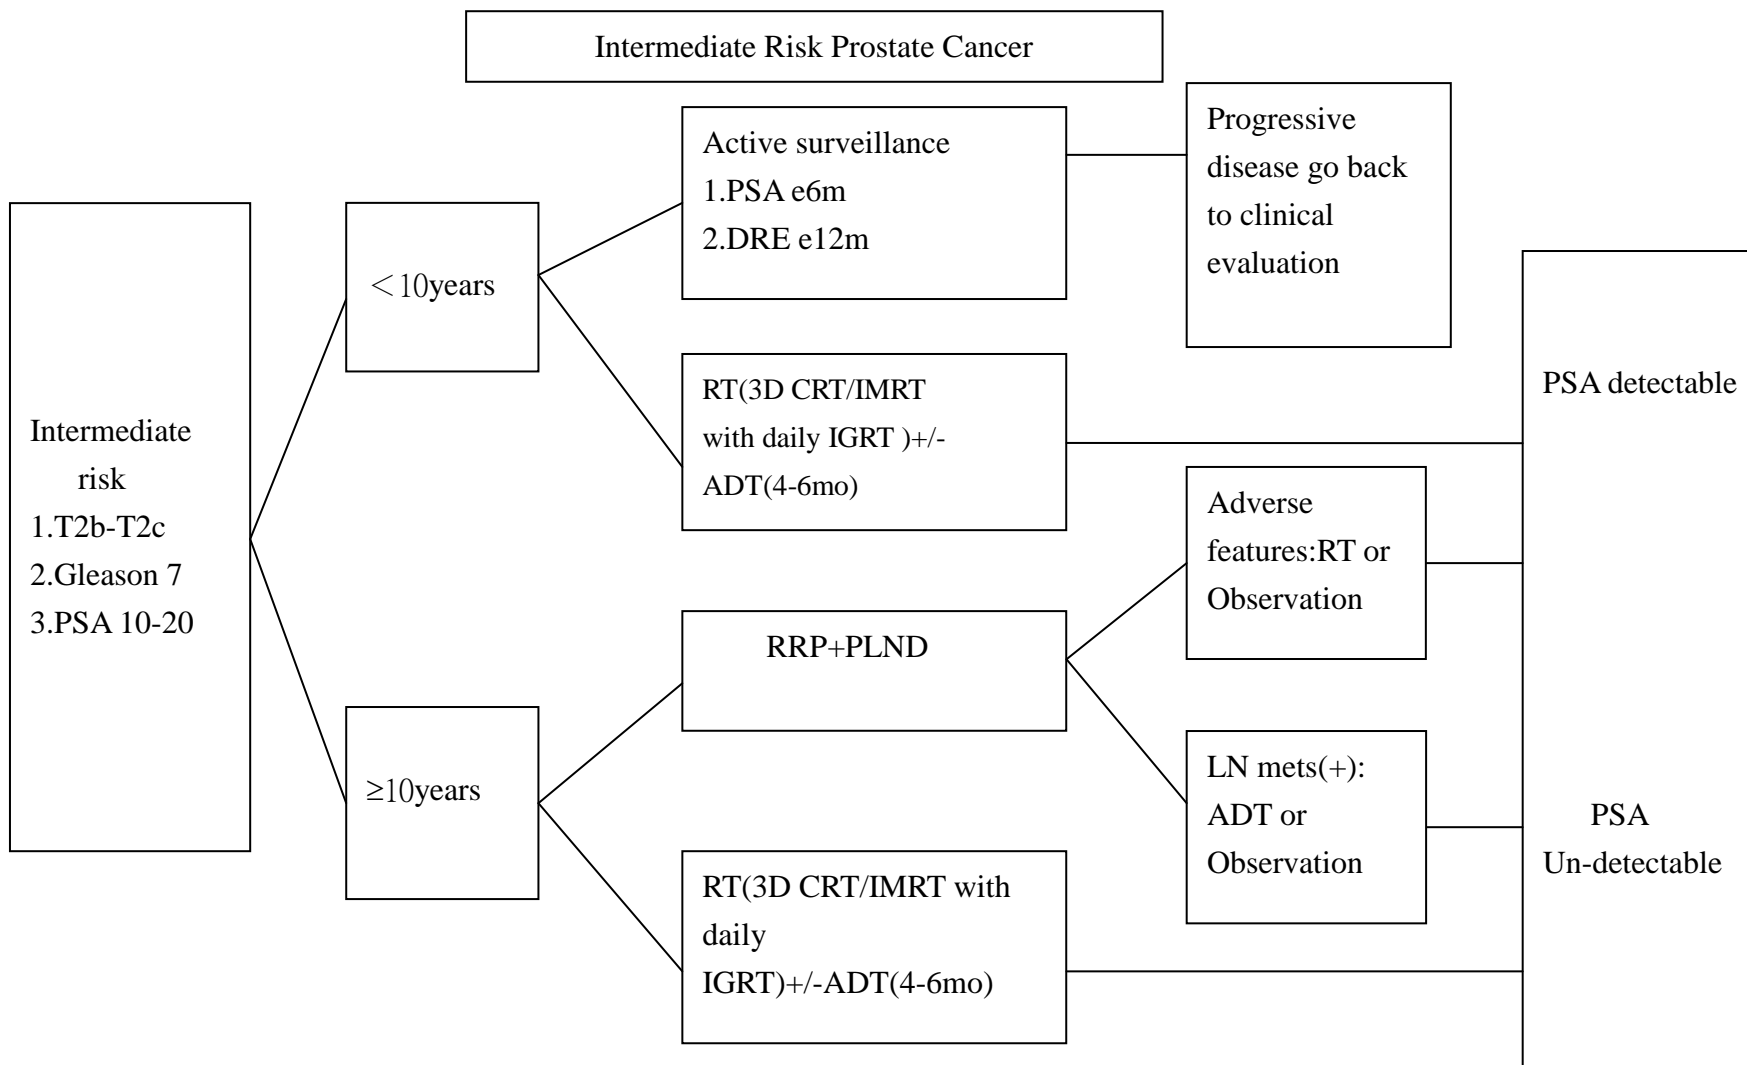 Intermediate Risk Prostate Cancer
Intermediate
risk
1.T2b-T2c
2.Gleason 7
3.PSA 10-20
＜10years
≥10years
Active surveillance
1.PSA e6m
2.DRE e12m
RT(3D CRT/IMRT
with daily IGRT )+/-
ADT(4-6mo)
RRP+PLND
RT(3D CRT/IMRT with
daily
IGRT)+/-ADT(4-6mo)
Progressive
disease go back
to clinical
evaluation
Adverse
features:RT or
Observation
LN mets(+):
ADT or
Observation
PSA detectable
PSA
Un-detectable